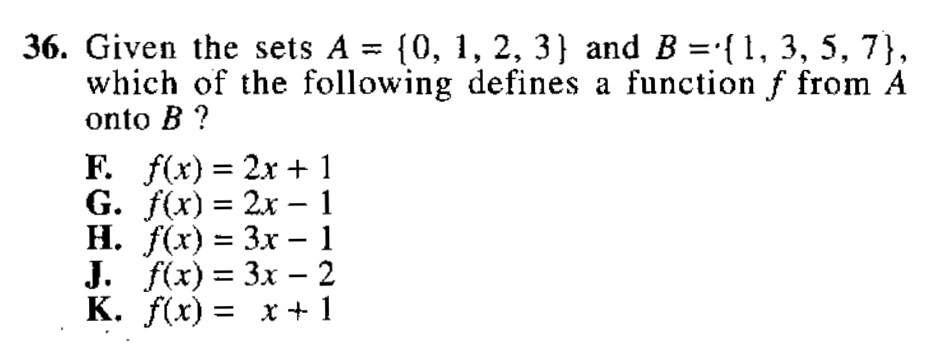 36. Given the sets A = {0, 1, 2, 3} and B = {1, 3, 5, 7},
which of the following defines a function f from A
onto B ?
F. f(x) = 2x + 1
G. f(x) = 2x − 1
H. f(x) = 3x − 1
J. f(x) = 3x − 2
K. f(x) = x + 1